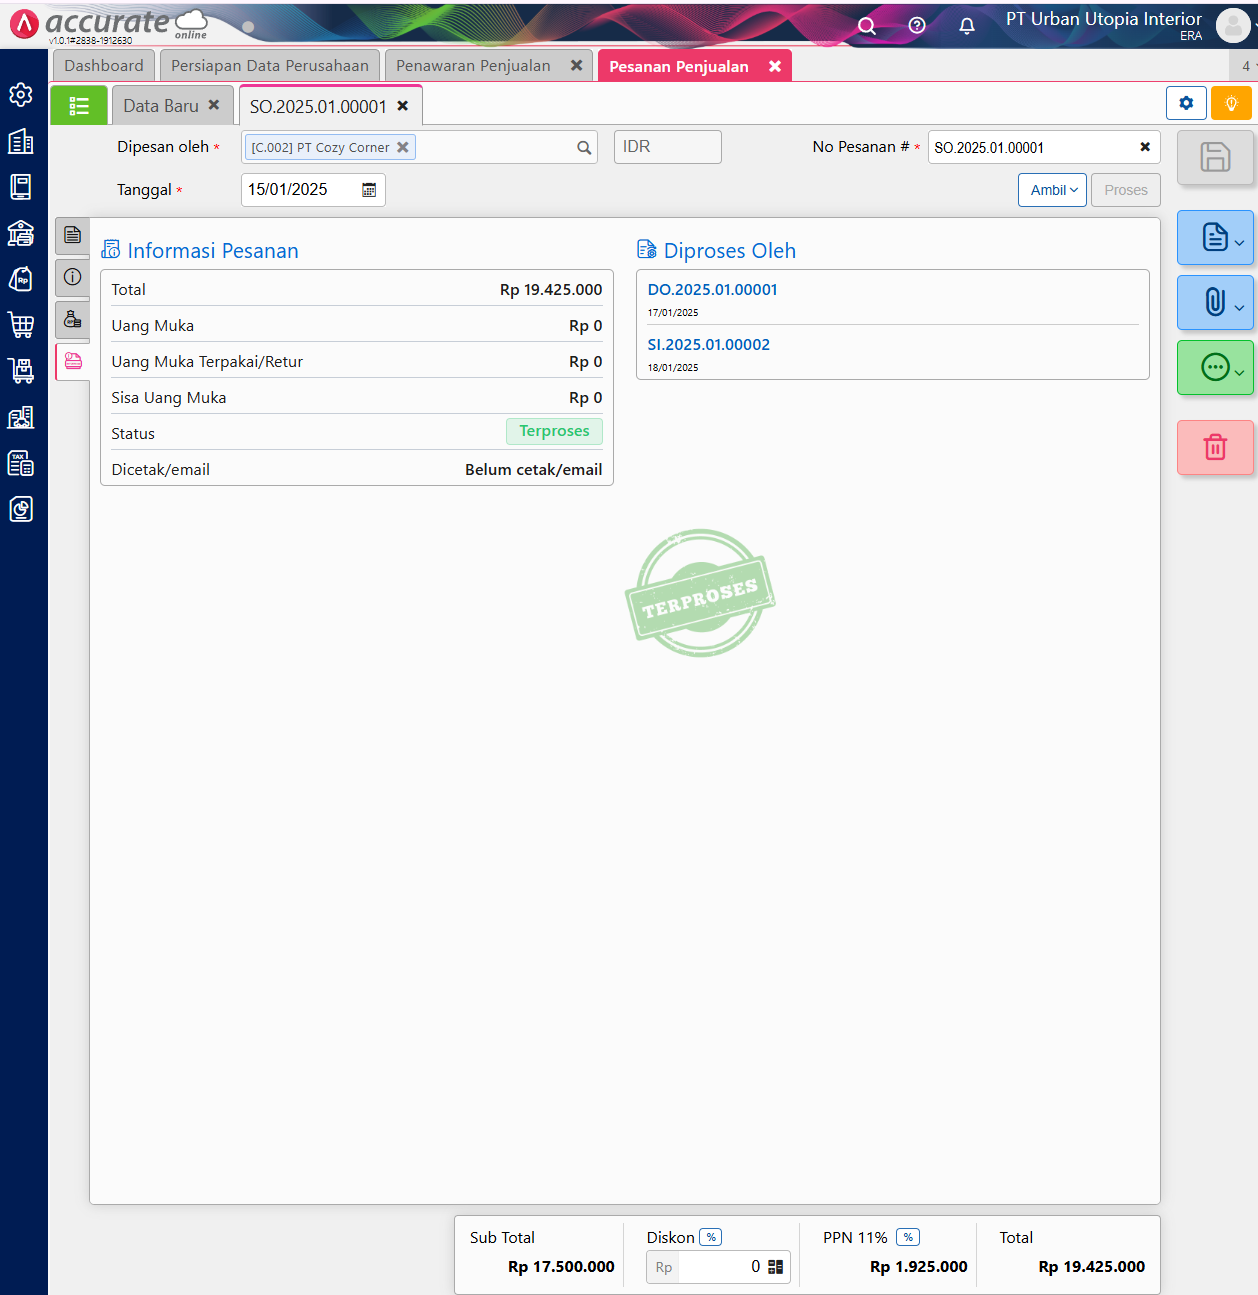 accurate
online
v1.0.1#2838-1912630
PT Urban Utopia Interior
ERA
Dashboard
Persiapan Data Perusahaan
Penawaran Penjualan
Pesanan Penjualan
4
Data Baru
SO.2025.01.00001
Dipesan oleh *
[C.002] PT Cozy Corner
IDR
No Pesanan # *
SO.2025.01.00001
Tanggal *
15/01/2025
Ambil
Proses
Informasi Pesanan
Total
Rp 19.425.000
Uang Muka
Rp 0
Uang Muka Terpakai/Retur
Rp 0
Sisa Uang Muka
Rp 0
Status
Terproses
Dicetak/email
Belum cetak/email
Diproses Oleh
DO.2025.01.00001
17/01/2025
SI.2025.01.00002
18/01/2025
TERPROSES
Sub Total
Rp 17.500.000
Diskon %
Rp 0
PPN 11% %
Rp 1.925.000
Total
Rp 19.425.000